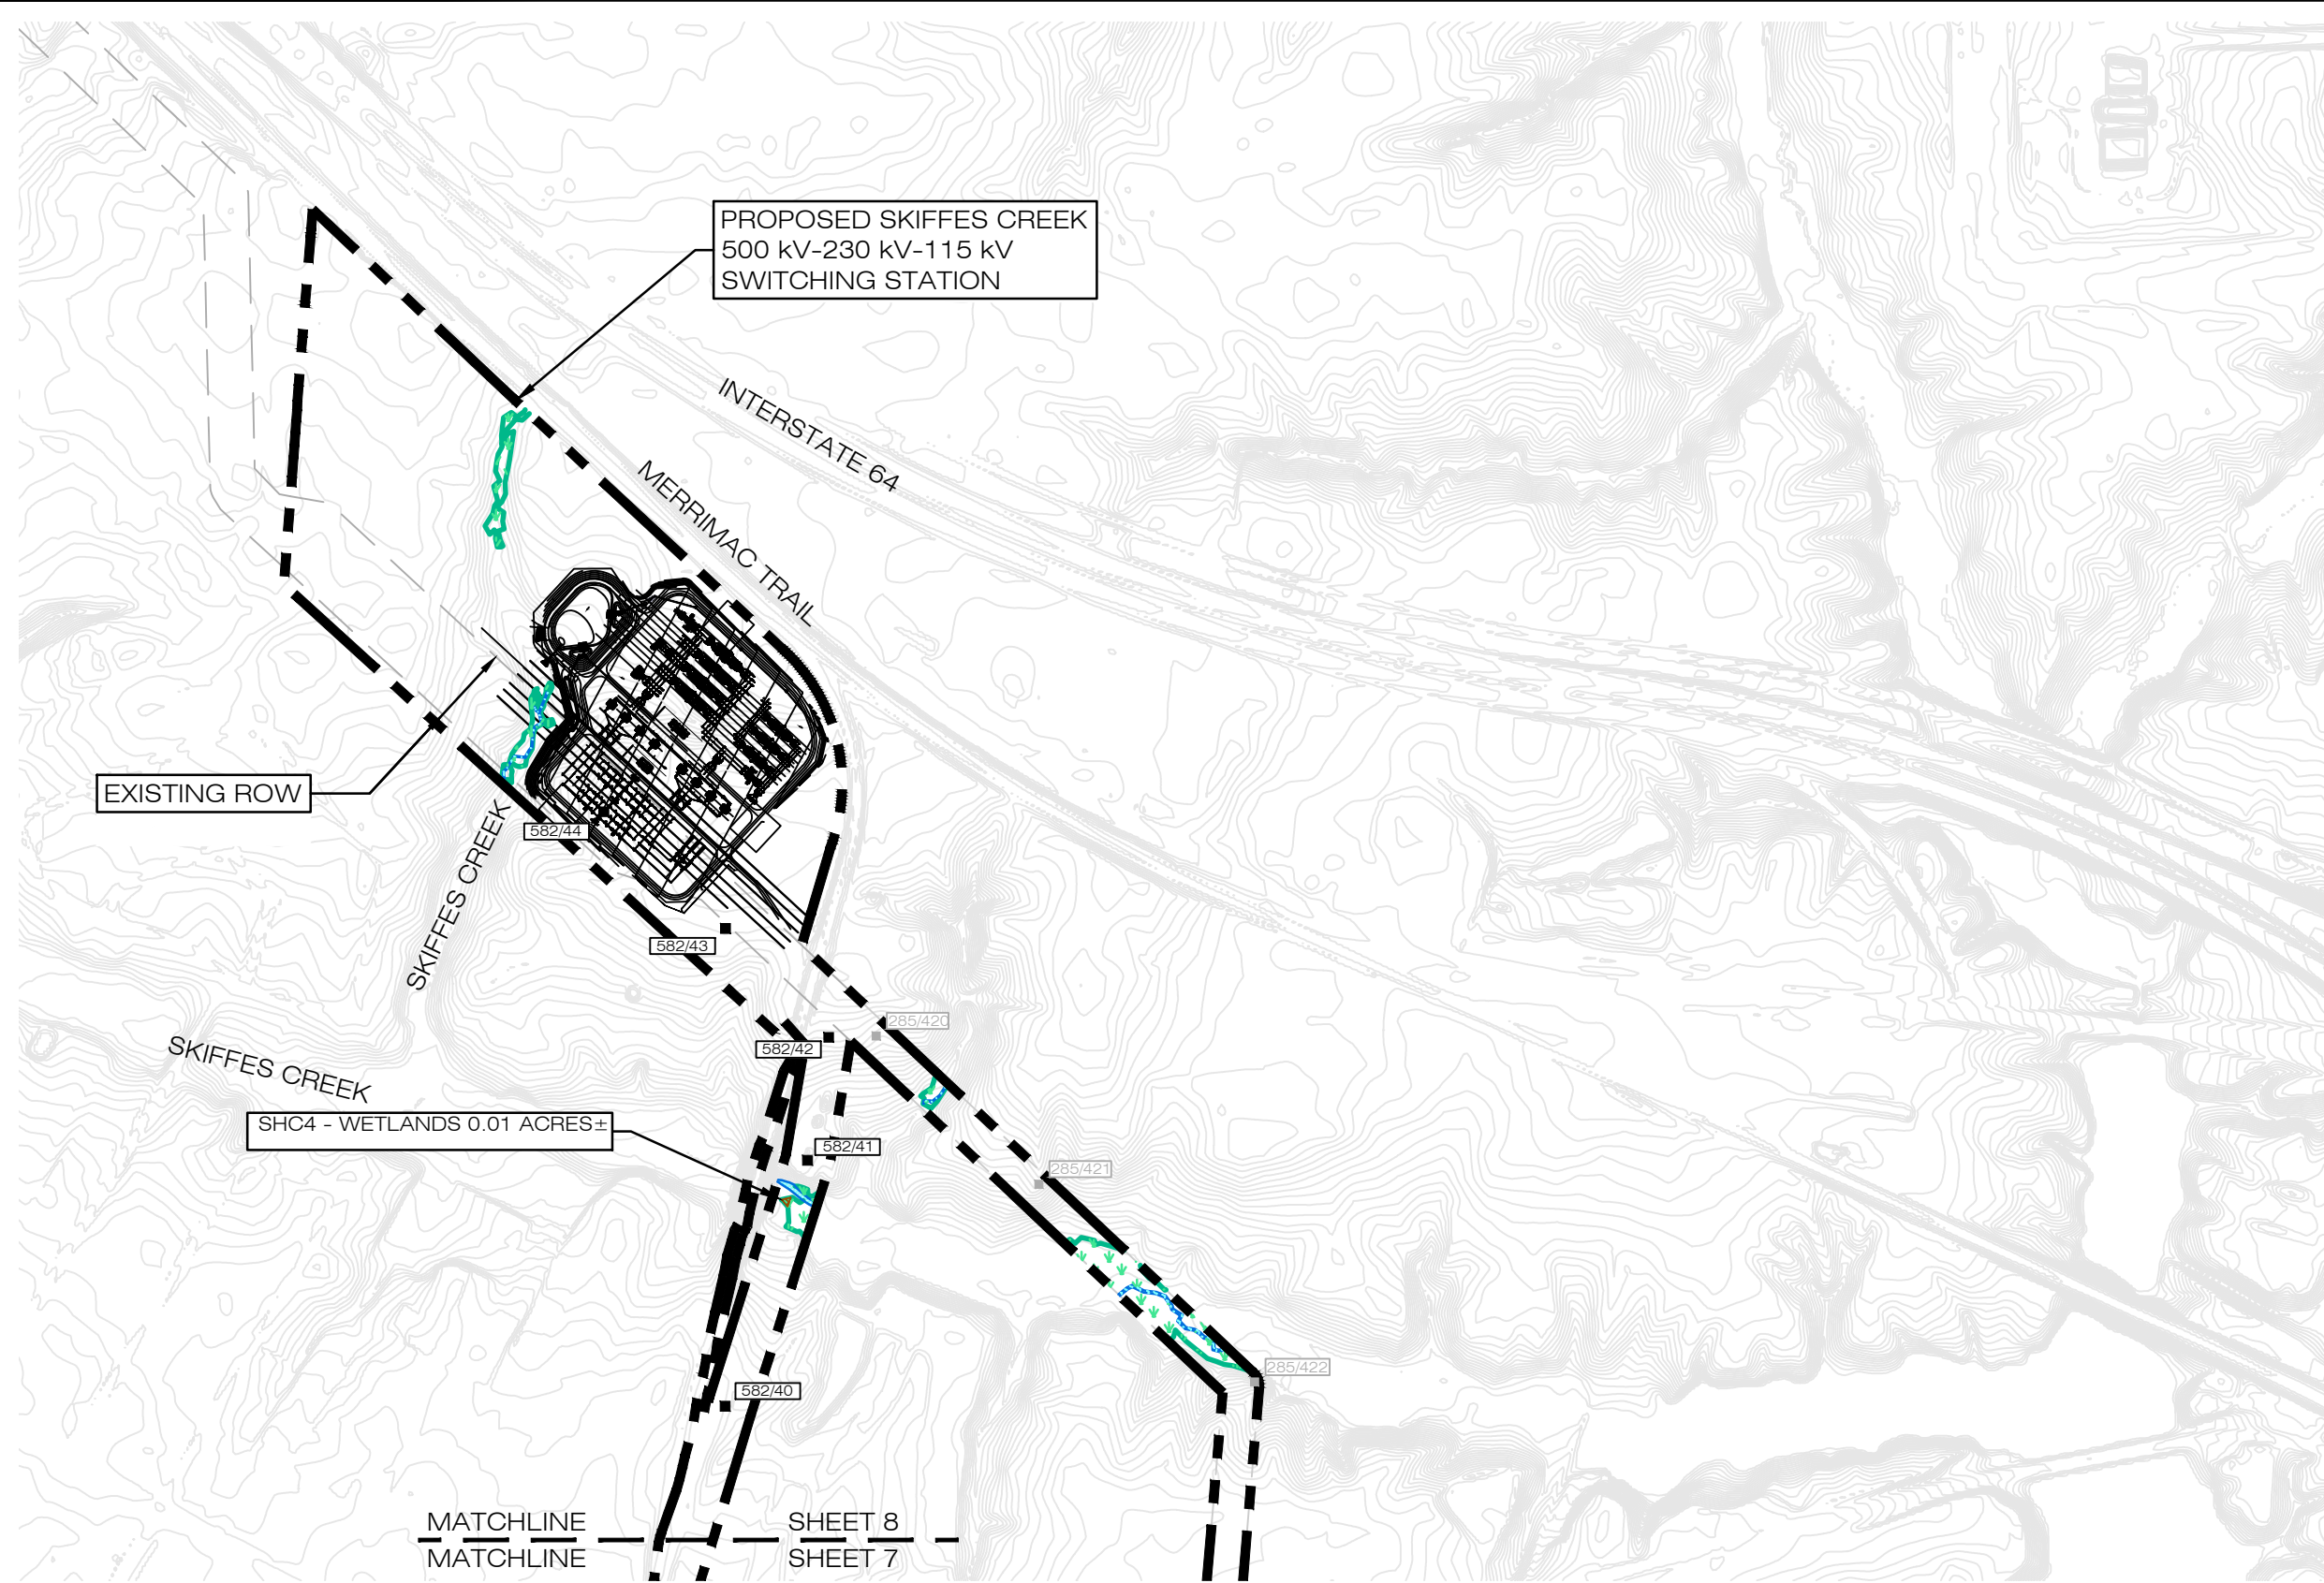 PROPOSED SKIFFES CREEK
500 kV-230 kV-115 kV
SWITCHING STATION
INTERSTATE 64
MERRIMAC TRAIL
EXISTING ROW
582/44
SKIFFES CREEK
582/43
285/420
582/42
SKIFFES CREEK
SHC4 - WETLANDS 0.01 ACRES±
582/41
285/421
285/422
582/40
MATCHLINE SHEET 8
MATCHLINE SHEET 7